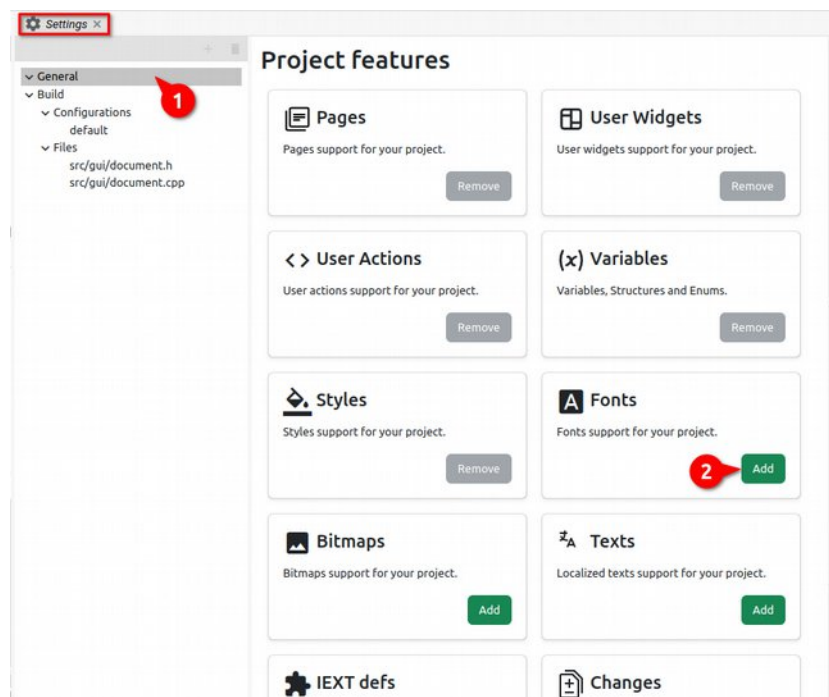 Settings ×
General
Build
Configurations
default
Files
src/gui/document.h
src/gui/document.cpp
1
Project features
Pages
Pages support for your project.
Remove
User Widgets
User widgets support for your project.
Remove
User Actions
User actions support for your project.
Remove
(x) Variables
Variables, Structures and Enums.
Remove
Styles
Styles support for your project.
Remove
A Fonts
Fonts support for your project.
2
Add
Bitmaps
Bitmaps support for your project.
Add
Texts
Localized texts support for your project.
Add
IEXT defs
Changes